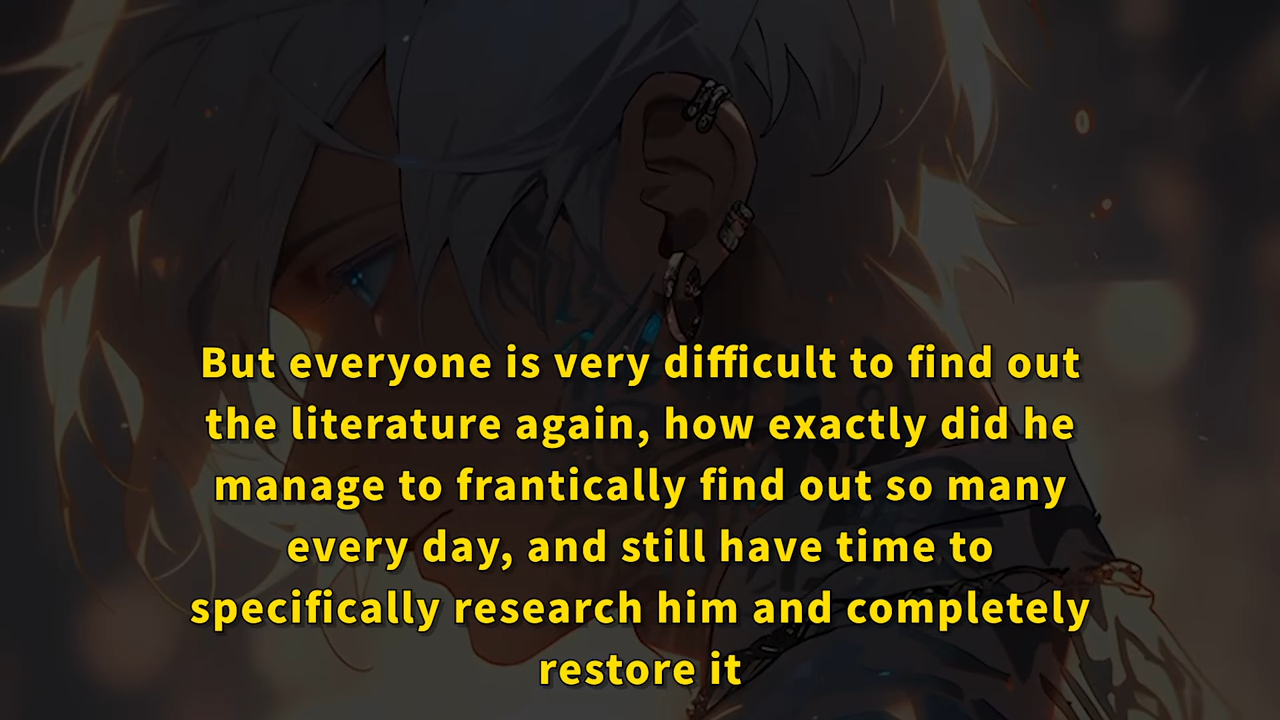 But everyone is very difficult to find out
the literature again, how exactly did he
manage to frantically find out so many
every day, and still have time to
specifically research him and completely
restore it